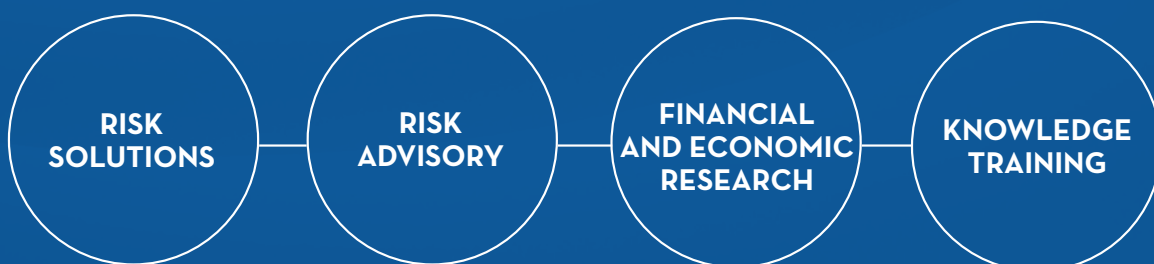 RISK
SOLUTIONS
RISK
ADVISORY
FINANCIAL
AND ECONOMIC
RESEARCH
KNOWLEDGE
TRAINING